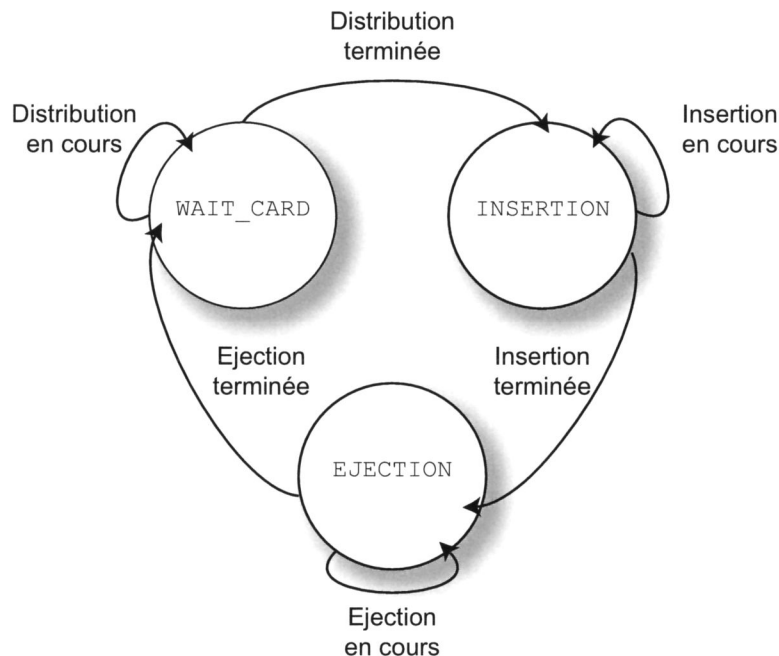 Distribution
terminée
Distribution
en cours
Insertion
en cours
WAIT_CARD
INSERTION
Ejection
terminée
Insertion
terminée
EJECTION
Ejection
en cours